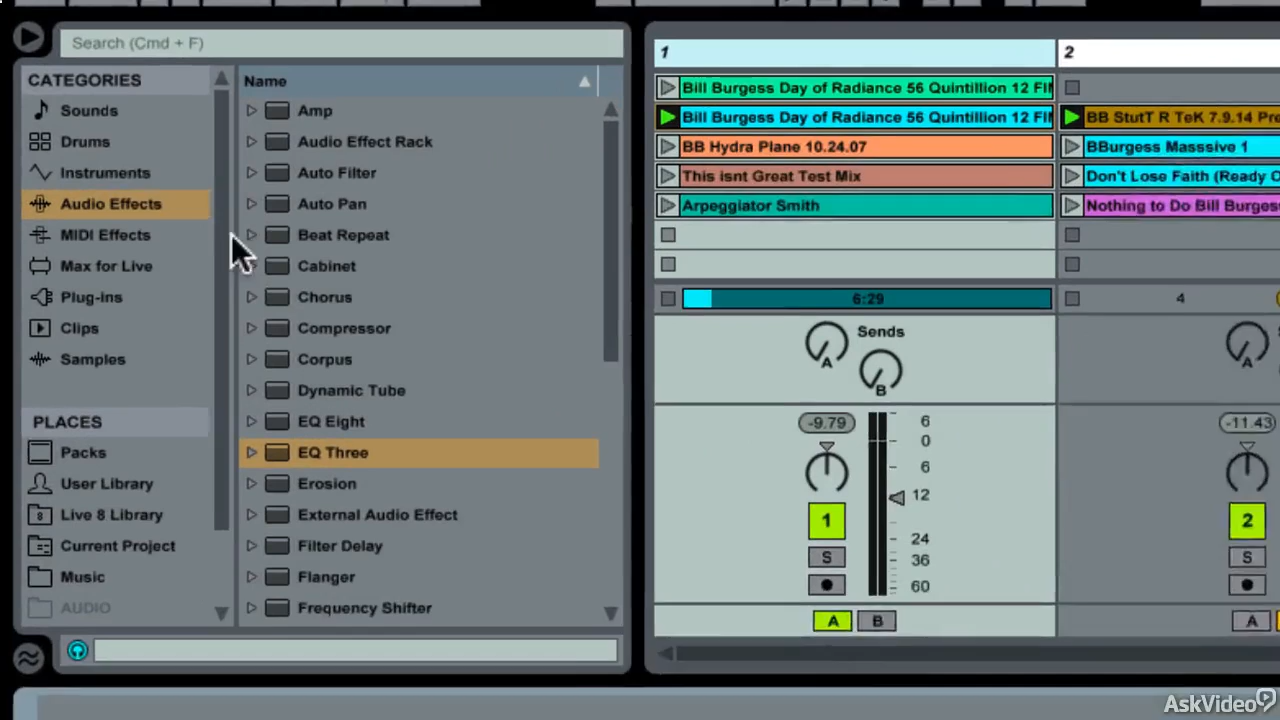 Search (Cmd + F)
CATEGORIES
Sounds
Drums
Instruments
Audio Effects
MIDI Effects
Max for Live
Plug-ins
Clips
Samples
PLACES
Packs
User Library
8 Live 8 Library
Current Project
Music
AUDIO
Name
Amp
Audio Effect Rack
Auto Filter
Auto Pan
Beat Repeat
Cabinet
Chorus
Compressor
Corpus
Dynamic Tube
EQ Eight
EQ Three
Erosion
External Audio Effect
Filter Delay
Flanger
Frequency Shifter
1
Bill Burgess Day of Radiance 56 Quintillion 12 FI
Bill Burgess Day of Radiance 56 Quintillion 12 FI
BB Hydra Plane 10.24.07
This isnt Great Test Mix
Arpeggiator Smith
6:29
Sends
A
B
-9.79
6
0
6
12
24
36
60
1
S
A B
2
BB StutT R TeK 7.9.14 Pr
BBurgess Masssive 1
Don't Lose Faith (Ready O
Nothing to Do Bill Burges
4
A
-11.43
2
S
A
AskVideo